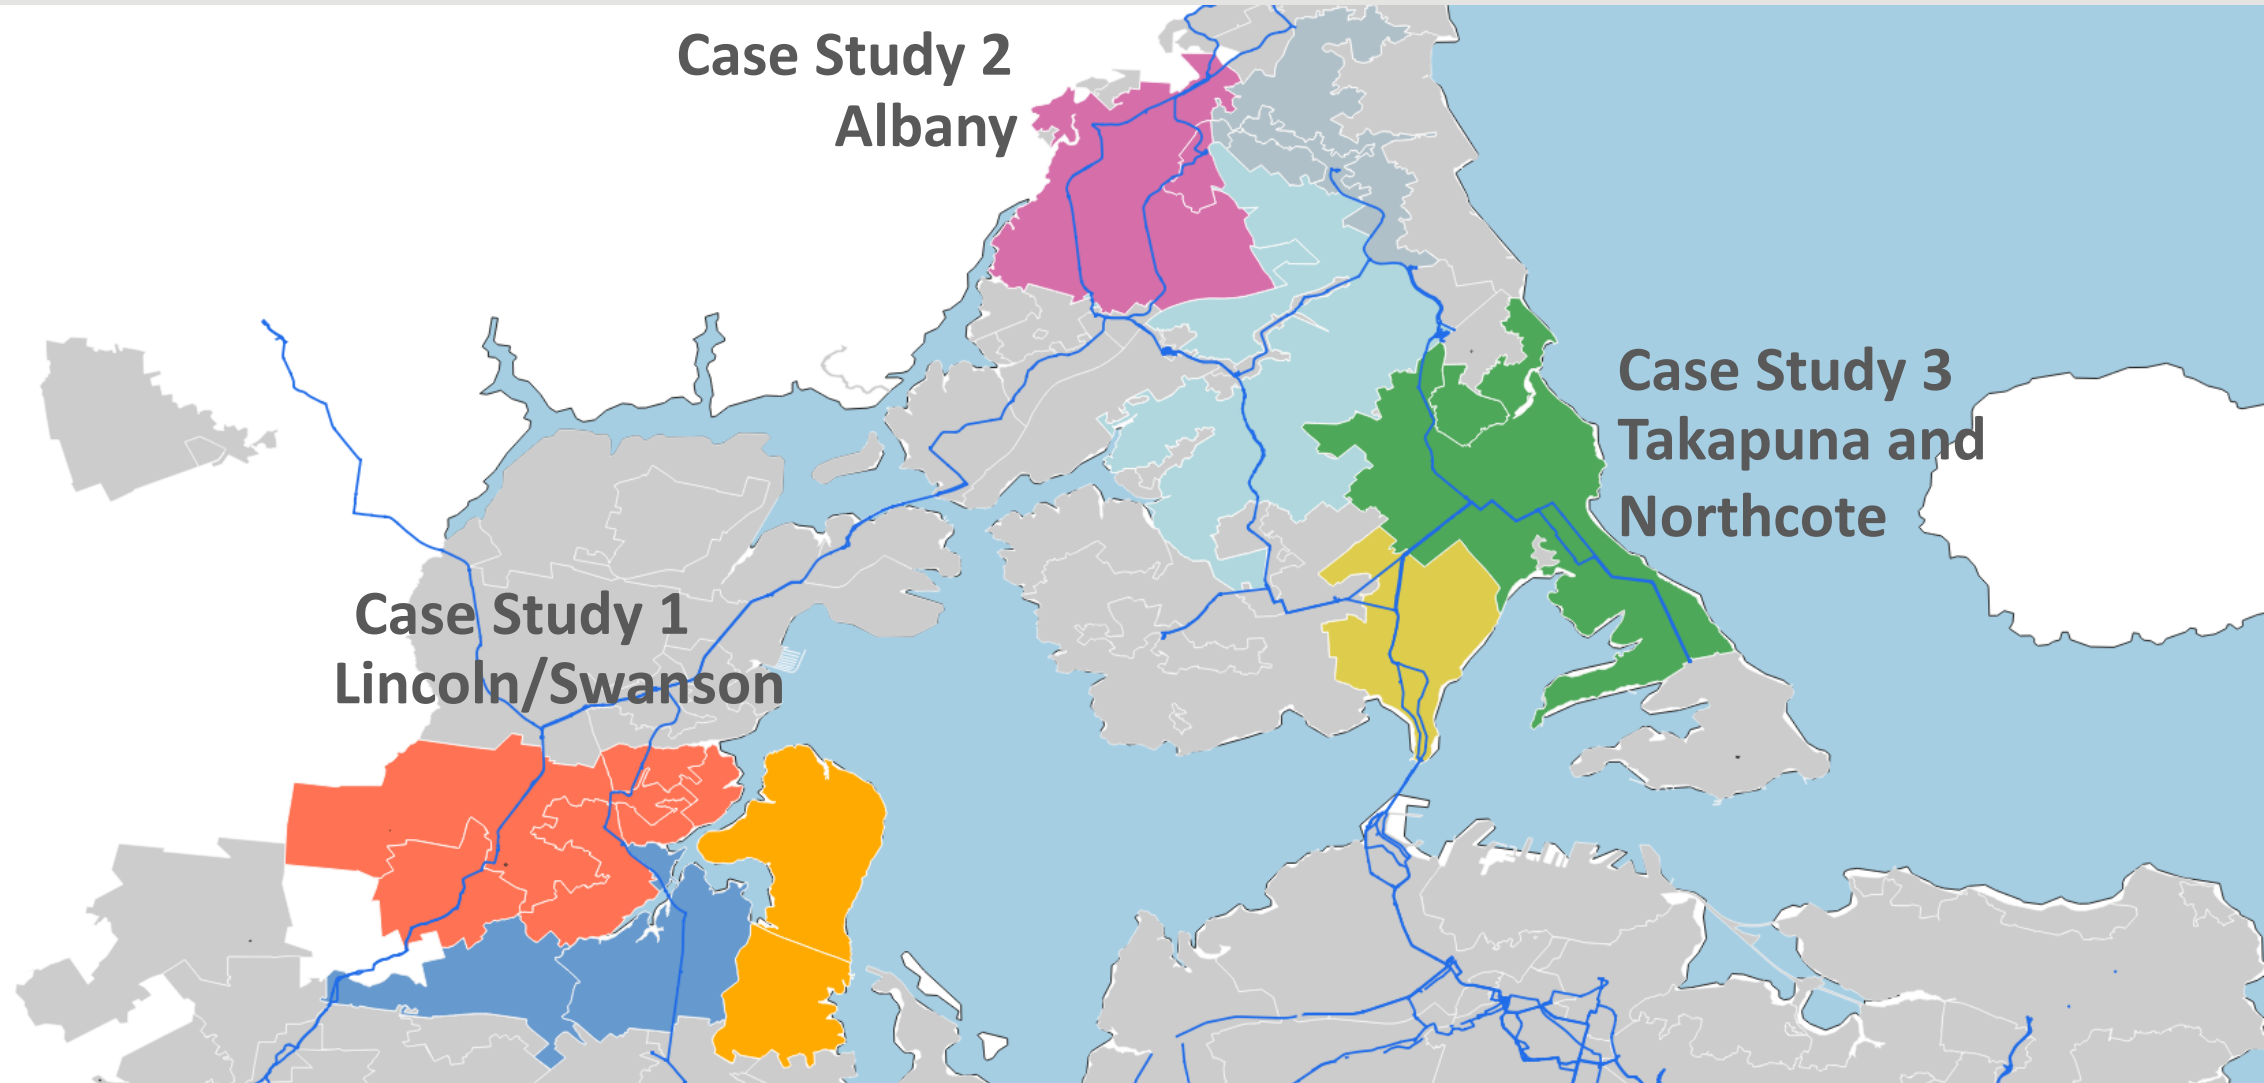 Case Study 2
Albany
Case Study 3
Takapuna and
Northcote
Case Study 1
Lincoln/Swanson